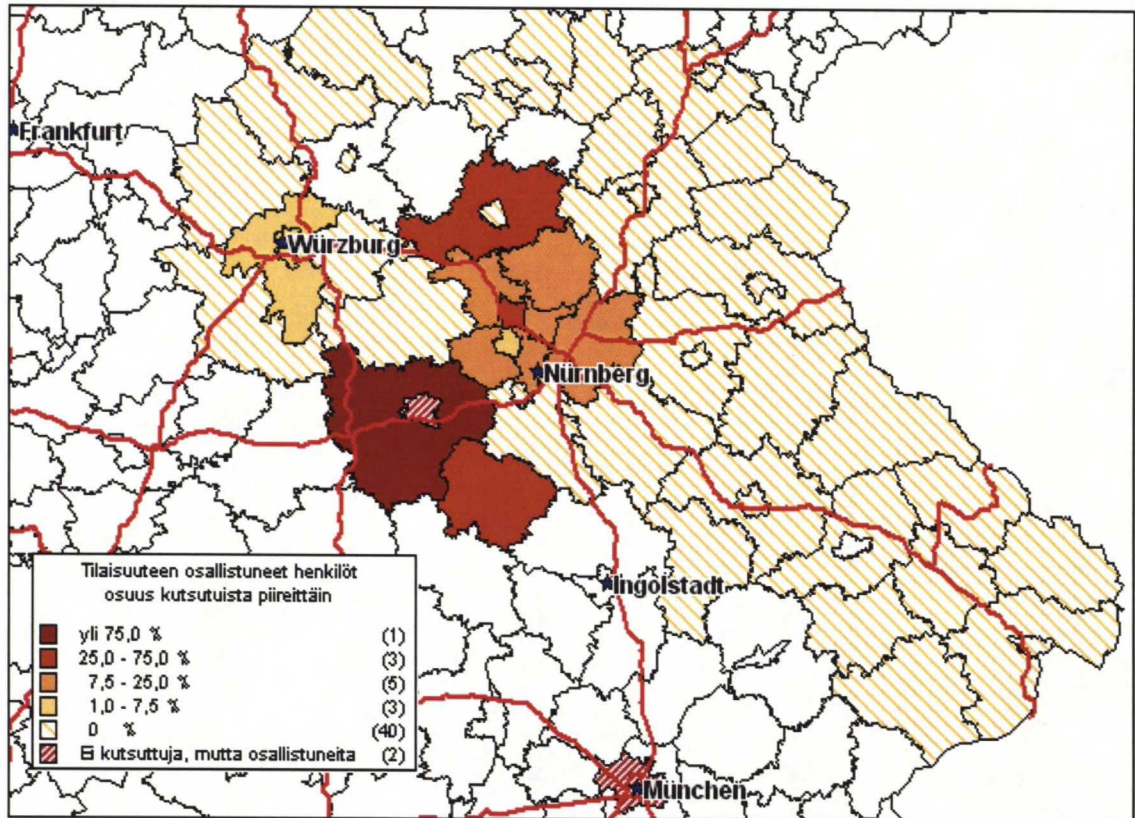 Frankfurt
Würzburg
Nürnberg
Ingolstadt
München
Tilaisuuteen osallistuneet henkilöt
osuus kutsutuista piireittäin
yli 75,0 % (1)
25,0 - 75,0 % (3)
7,5 - 25,0 % (5)
1,0 - 7,5 % (3)
0 % (40)
Ei kutsuttuja, mutta osallistuneita (2)